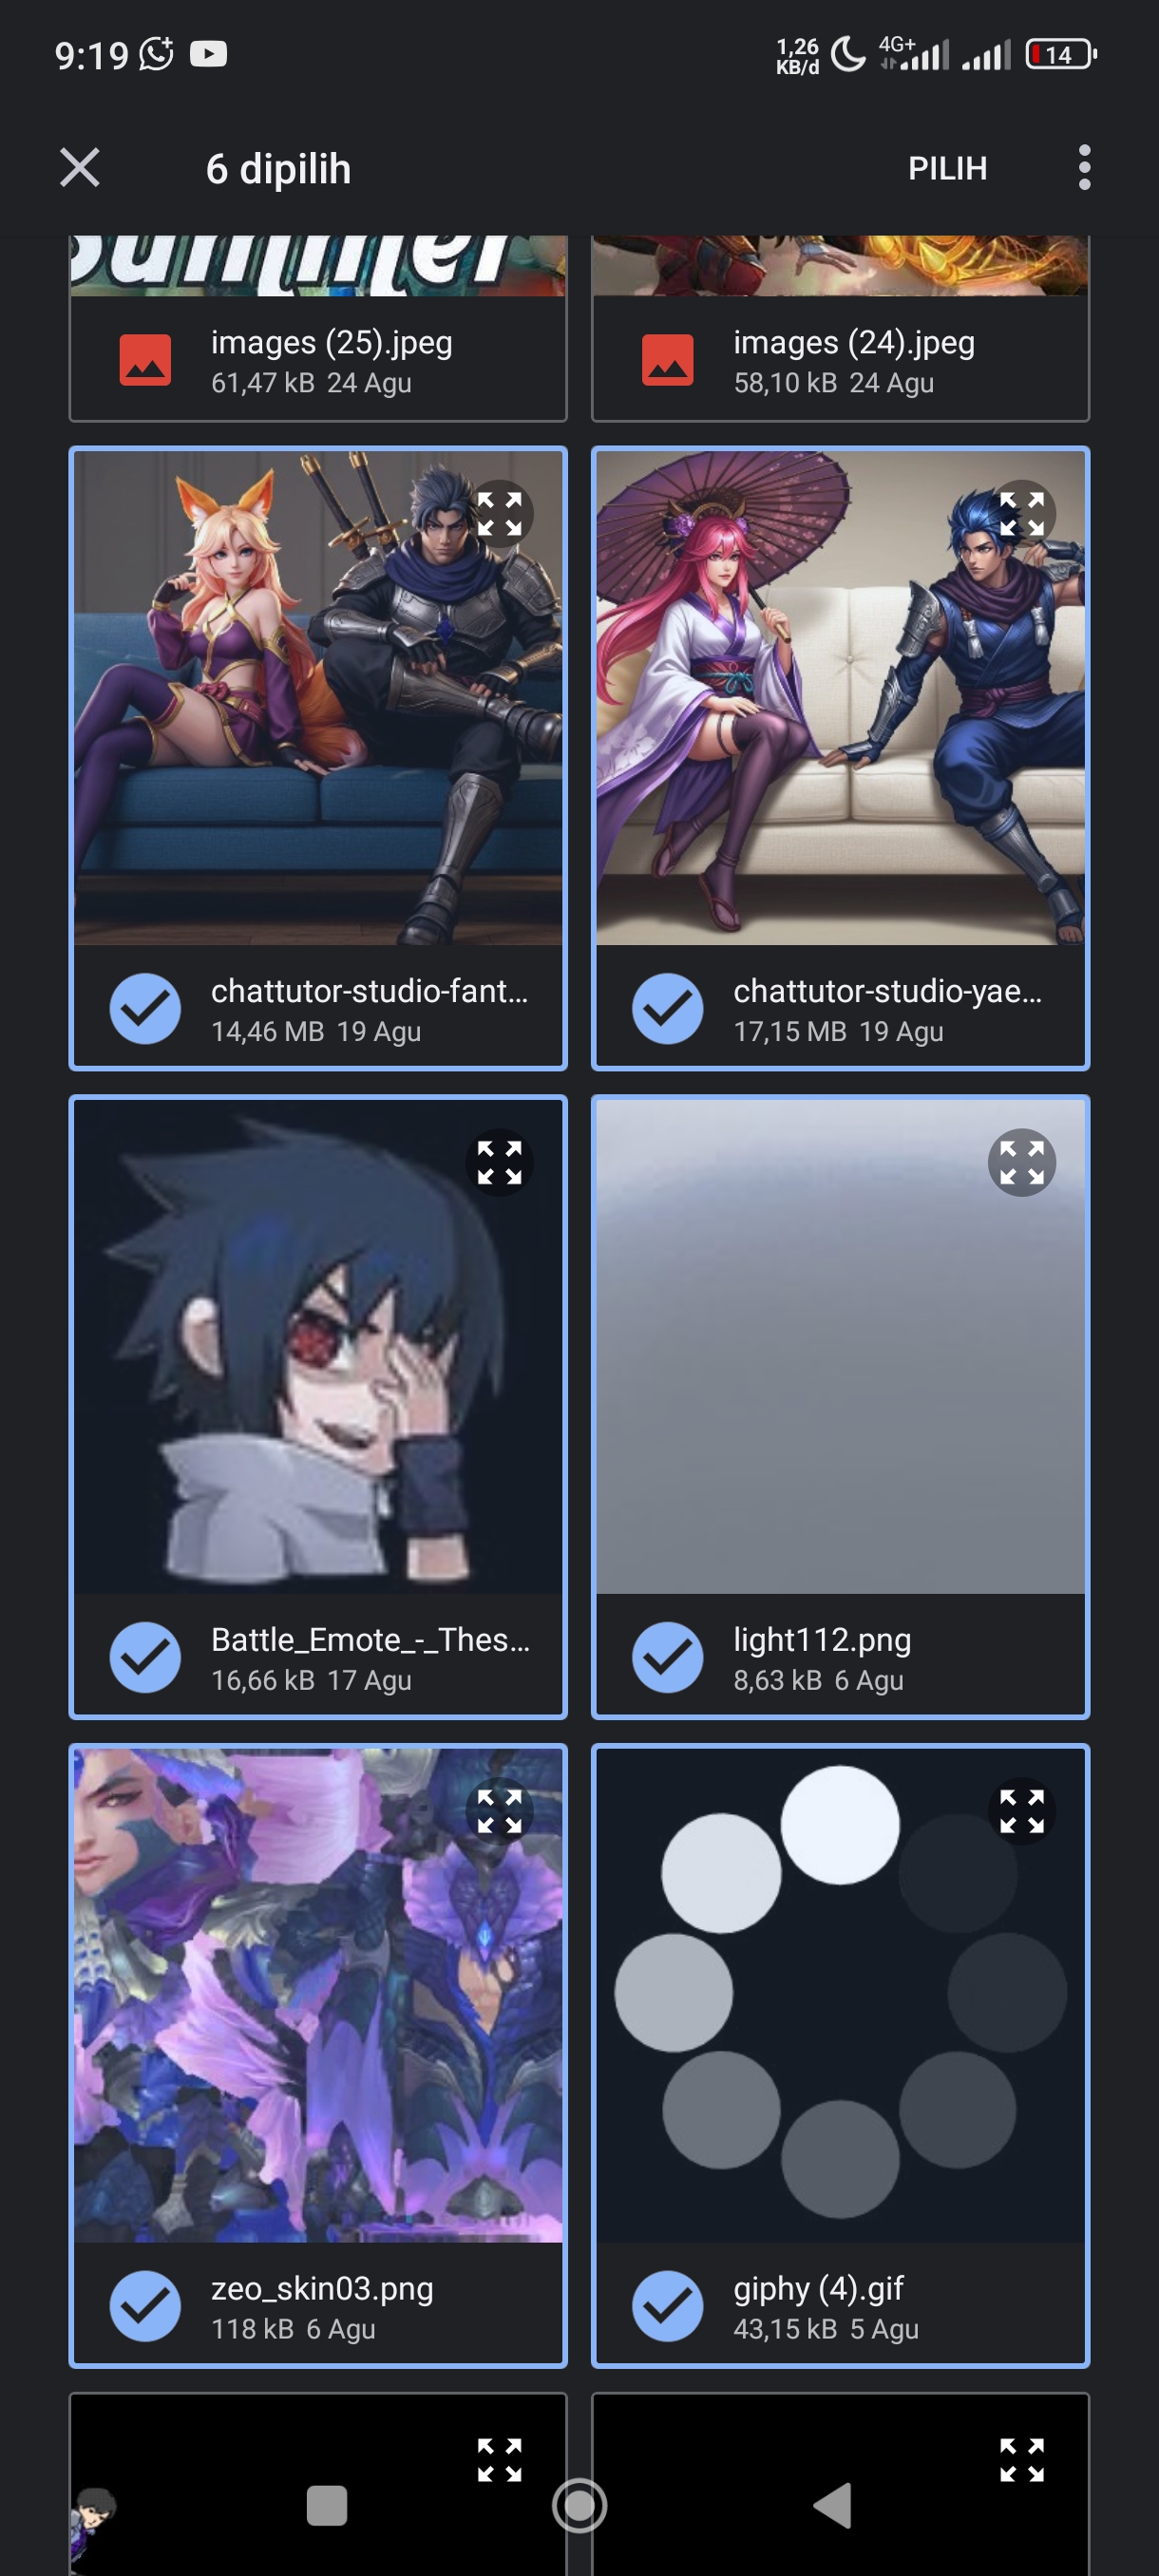 9:19
1,26
KB/d
4G+
14
6 dipilih
PILIH
Summer
images (25).jpeg
61,47 kB 24 Agu
images (24).jpeg
58,10 kB 24 Agu
chattutor-studio-fant...
14,46 MB 19 Agu
chattutor-studio-yae...
17,15 MB 19 Agu
Battle_Emote_-_Thes...
16,66 kB 17 Agu
light112.png
8,63 kB 6 Agu
zeo_skin03.png
118 kB 6 Agu
giphy (4).gif
43,15 kB 5 Agu